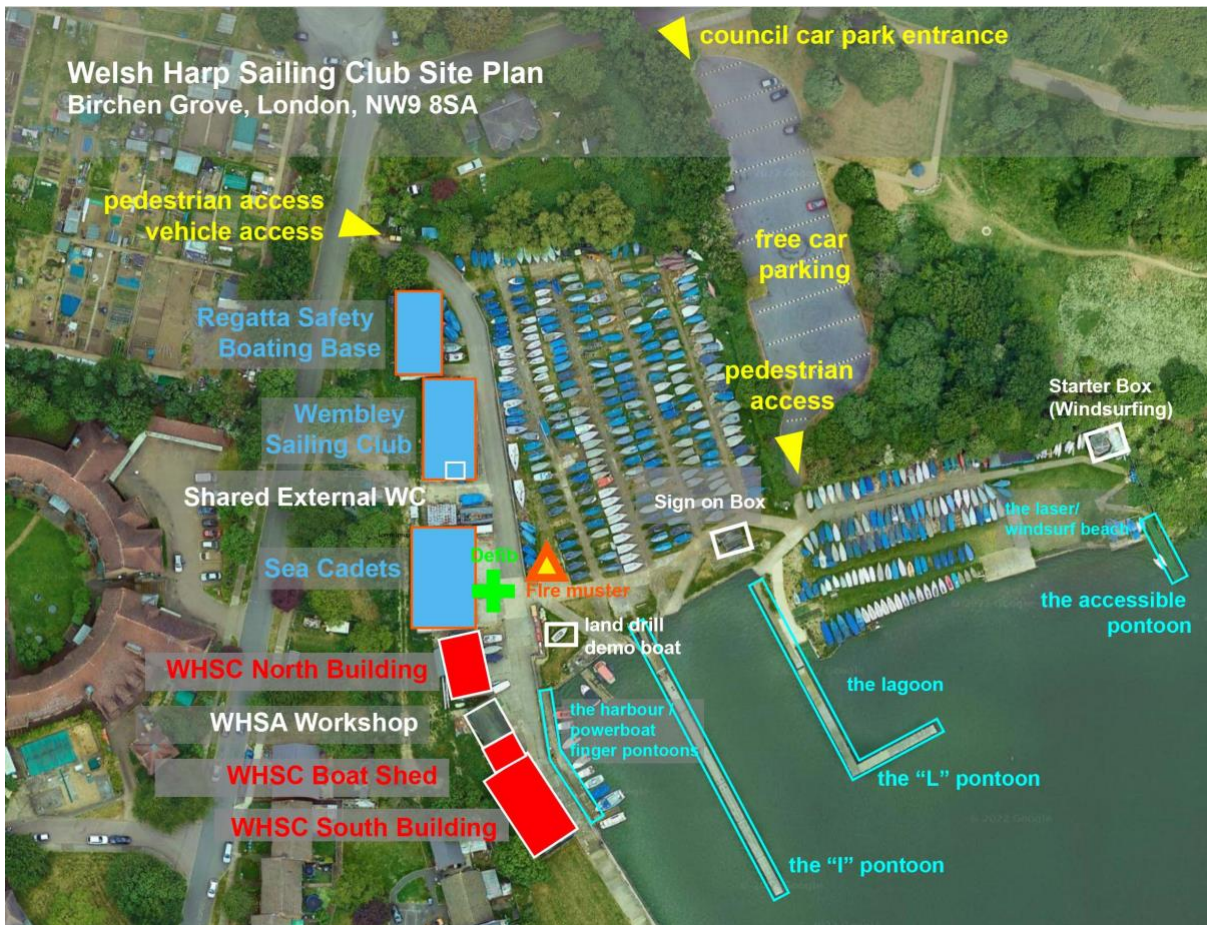 council car park entrance
Welsh Harp Sailing Club Site Plan
Birchen Grove, London, NW9 8SA
pedestrian access
vehicle access
free car
parking
Regatta Safety
Boating Base
pedestrian
access
Starter Box
(Windsurfing)
Wembley
Sailing Club
Shared External WC
Sign on Box
the laser/
windsurf beach
Defib
Sea Cadets
Fire muster
the accessible
pontoon
land drill
demo boat
WHSC North Building
the lagoon
WHSA Workshop
the harbour /
powerboat
finger pontoons
WHSC Boat Shed
the “L” pontoon
WHSC South Building
© 2022 Google
the “I” pontoon